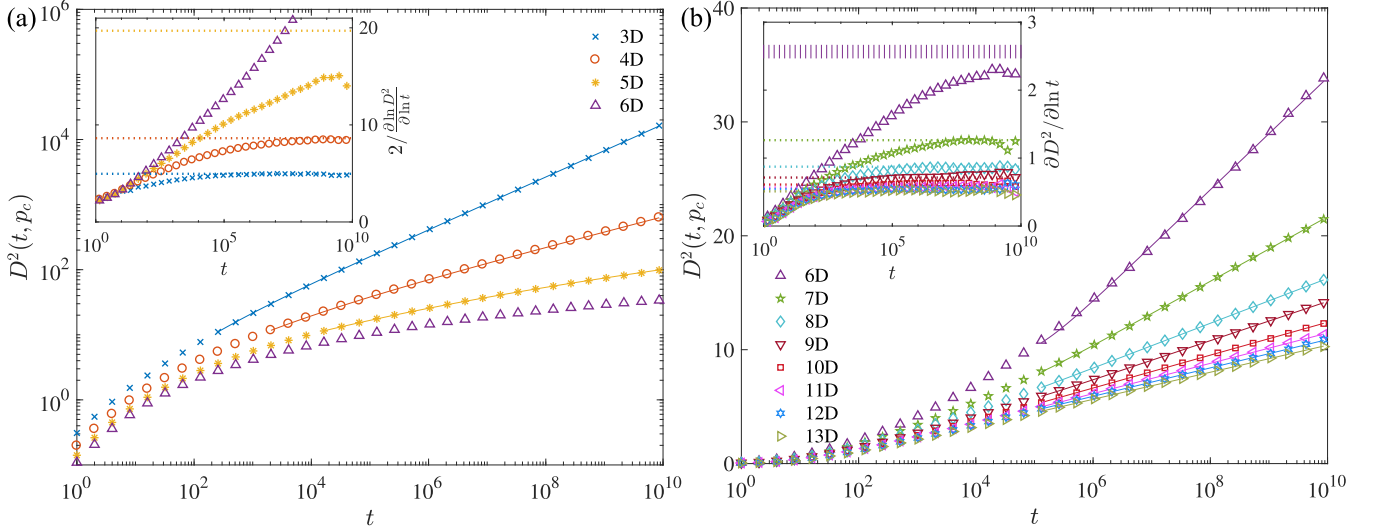 (a)
10^6
10^4
10^2
10^0
D^2(t, p_c)
10^0 10^2 10^4 10^6 10^8 10^10
t
3D
4D
5D
6D
20
10
0
2/ ∂ ln D^2 / ∂ ln t
10^0 10^5 10^10
t
(b)
40
30
20
10
0
D^2(t, p_c)
10^0 10^2 10^4 10^6 10^8 10^10
t
3
2
1
0
∂D^2/∂ ln t
10^0 10^5 10^10
t
6D
7D
8D
9D
10D
11D
12D
13D